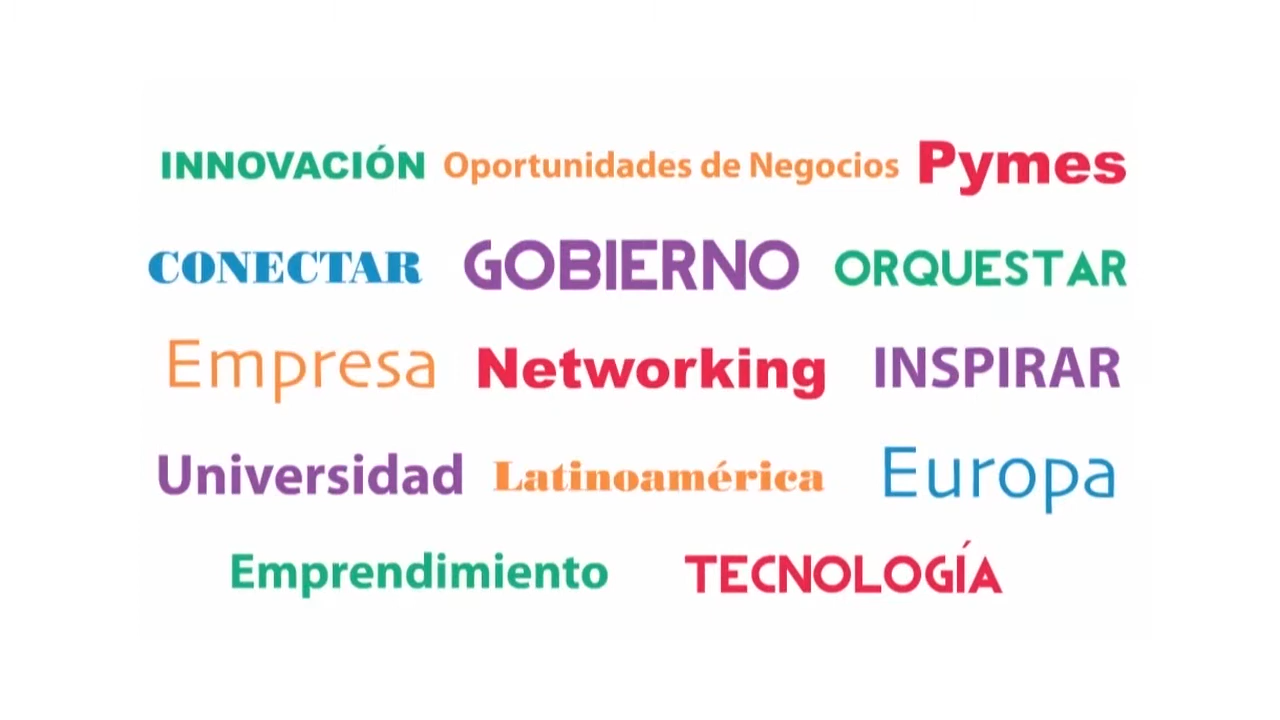 INNOVACIÓN Oportunidades de Negocios Pymes
CONECTAR GOBIERNO ORQUESTAR
Empresa Networking INSPIRAR
Universidad Latinoamérica Europa
Emprendimiento TECNOLOGÍA